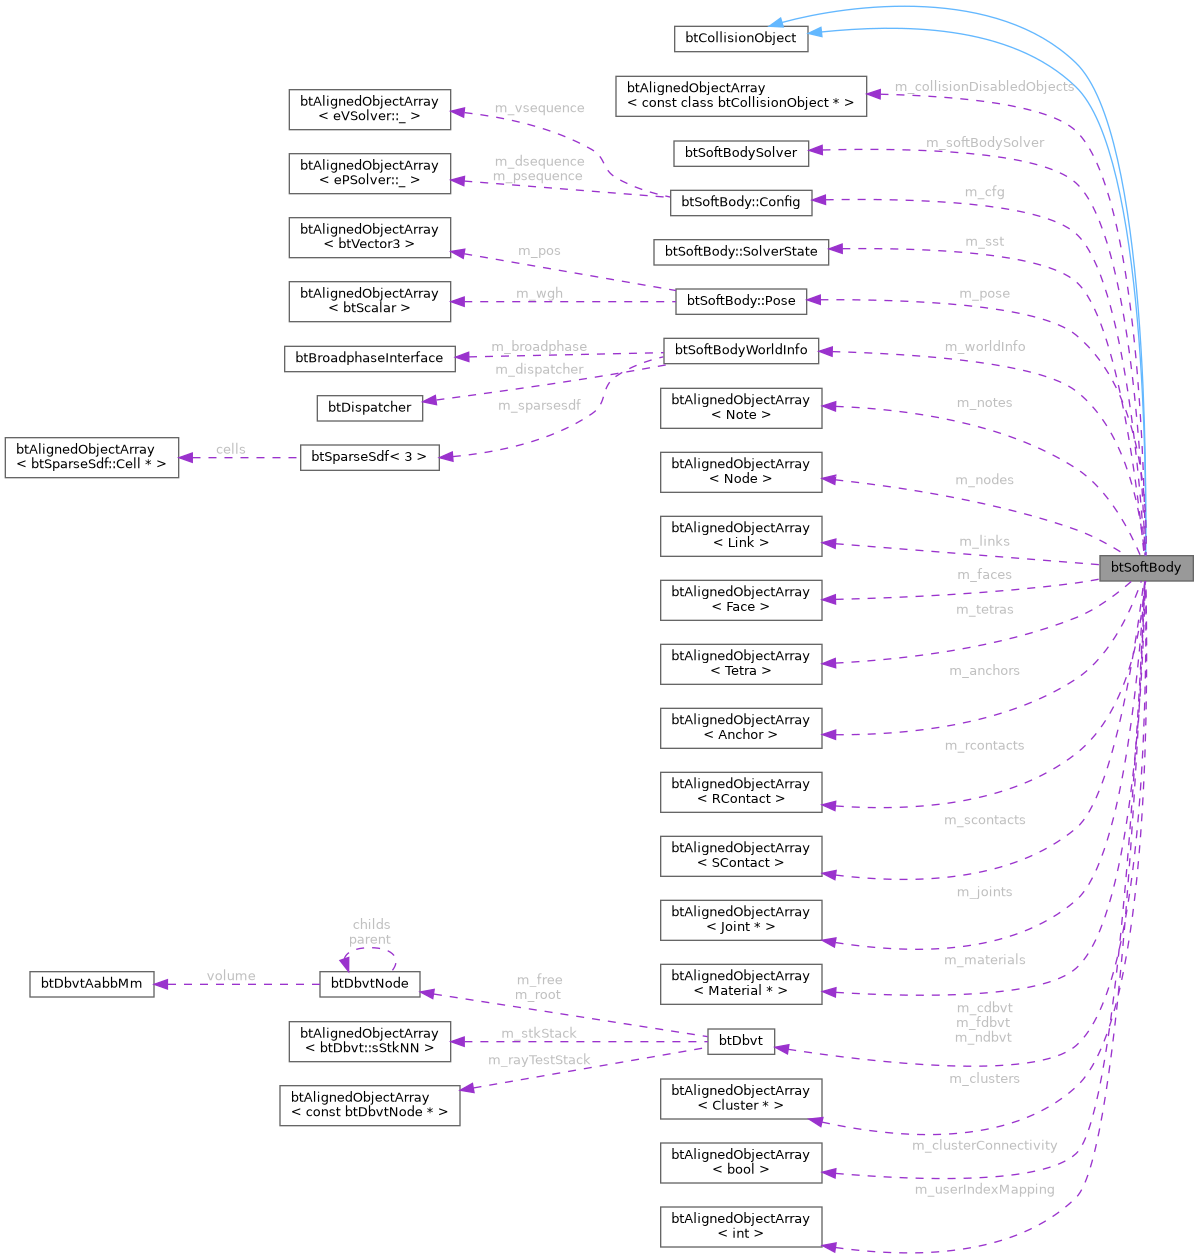 btCollisionObject
btAlignedObjectArray
< const class btCollisionObject * >
m_collisionDisabledObjects
btAlignedObjectArray
< eVSolver::_ >
m_vsequence
btSoftBodySolver
m_softBodySolver
btAlignedObjectArray
< ePSolver::_ >
m_dsequence
m_psequence
btSoftBody::Config
m_cfg
btAlignedObjectArray
< btVector3 >
m_pos
btSoftBody::SolverState
m_sst
btAlignedObjectArray
< btScalar >
m_wgh
btSoftBody::Pose
m_pose
btBroadphaseInterface
m_broadphase
btSoftBodyWorldInfo
m_worldInfo
m_dispatcher
btDispatcher
m_sparsesdf
btAlignedObjectArray
< Note >
m_notes
btAlignedObjectArray
< btSparseSdf::Cell * >
cells
btSparseSdf< 3 >
btAlignedObjectArray
< Node >
m_nodes
btAlignedObjectArray
< Link >
m_links
btSoftBody
btAlignedObjectArray
< Face >
m_faces
m_tetras
btAlignedObjectArray
< Tetra >
m_anchors
btAlignedObjectArray
< Anchor >
m_rcontacts
btAlignedObjectArray
< RContact >
m_scontacts
btAlignedObjectArray
< SContact >
m_joints
btAlignedObjectArray
< Joint * >
m_materials
btAlignedObjectArray
< Material * >
childs
parent
volume
btDbvtAabbMm
btDbvtNode
m_free
m_root
m_cdbvt
m_fdbvt
m_ndbvt
btAlignedObjectArray
< btDbvt::sStkNN >
m_stkStack
btDbvt
m_rayTestStack
btAlignedObjectArray
< const btDbvtNode * >
m_clusters
btAlignedObjectArray
< Cluster * >
m_clusterConnectivity
btAlignedObjectArray
< bool >
m_userIndexMapping
btAlignedObjectArray
< int >